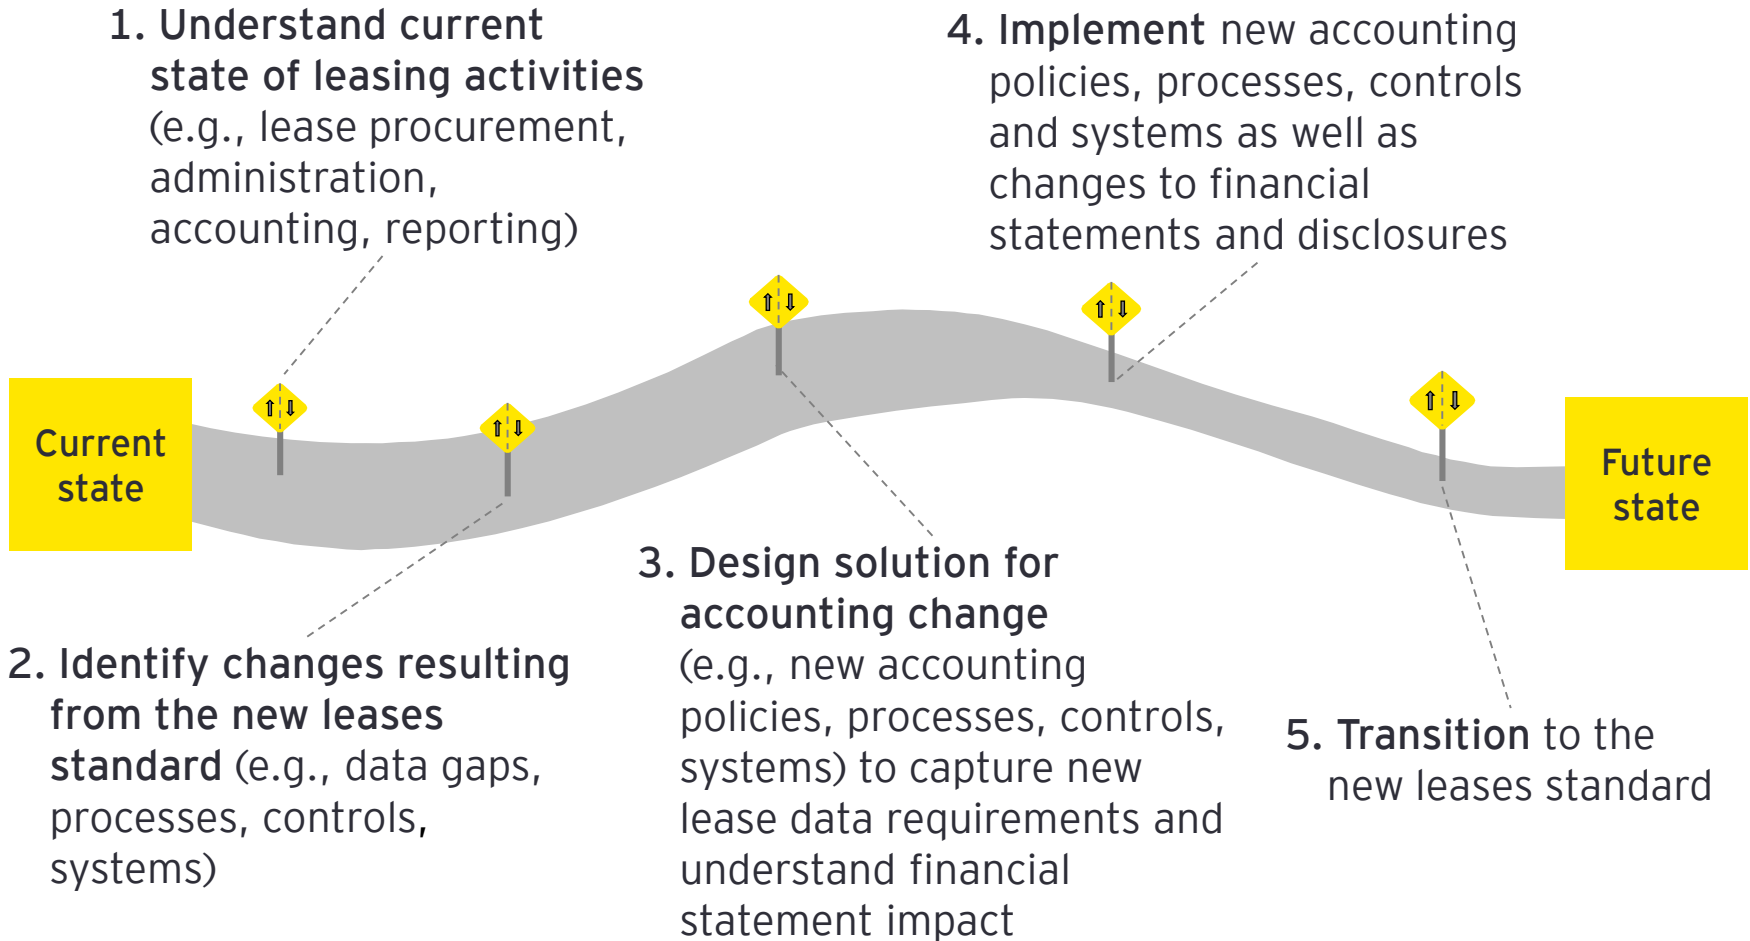 1. Understand current
state of leasing activities
(e.g., lease procurement,
administration,
accounting, reporting)
4. Implement new accounting
policies, processes, controls
and systems as well as
changes to financial
statements and disclosures
Current
state
Future
state
2. Identify changes resulting
from the new leases
standard (e.g., data gaps,
processes, controls,
systems)
3. Design solution for
accounting change
(e.g., new accounting
policies, processes, controls,
systems) to capture new
lease data requirements and
understand financial
statement impact
5. Transition to the
new leases standard